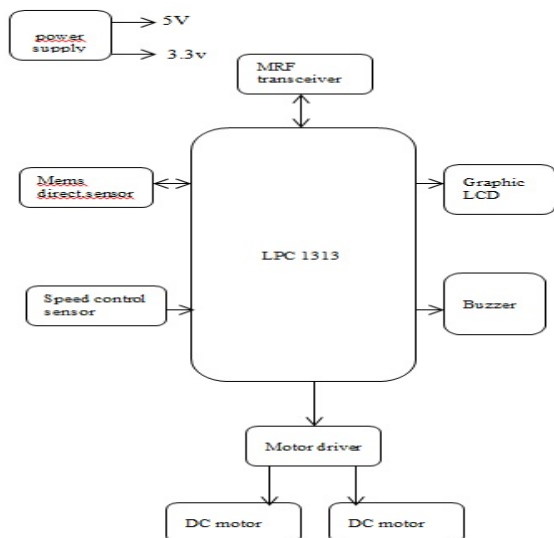 power
supply
5V
3.3v
MRF
transceiver
Mems
direct.sensor
Graphic
LCD
LPC 1313
Speed control
sensor
Buzzer
Motor driver
DC motor
DC motor